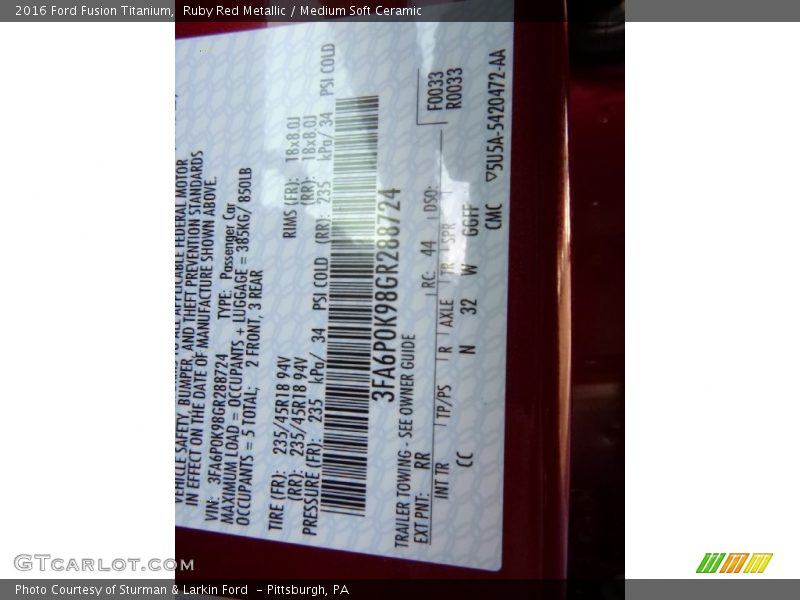 2016 Ford Fusion Titanium, Ruby Red Metallic / Medium Soft Ceramic
VEHICLE SAFETY, BUMPER, AND THEFT PREVENTION STANDARDS
IN EFFECT ON THE DATE OF MANUFACTURE SHOWN ABOVE.
VIN: 3FA6P0K98GR288724 TYPE: Passenger Car
MAXIMUM LOAD = OCCUPANTS + LUGGAGE = 385KG/ 850LB
OCCUPANTS = 5 TOTAL; 2 FRONT, 3 REAR
TIRE (FR): 235/45R18 94V RIMS (FR): 18x8.0J
(RR): 235/45R18 94V (RR): 18x8.0J
PRESSURE (FR): 235 kPa/ 34 PSI COLD (RR): 235 kPa/ 34 PSI COLD
3FA6P0K98GR288724
TRAILER TOWING - SEE OWNER GUIDE
EXT PNT: RR RC: 44 DSO: F0033
R0033
INT TR TP/PS R AXLE TR SPR
CC N 32 W GGFF
CMC ▽5U5A-5420472-AA
GTcarlot.com
Photo Courtesy of Sturman & Larkin Ford - Pittsburgh, PA